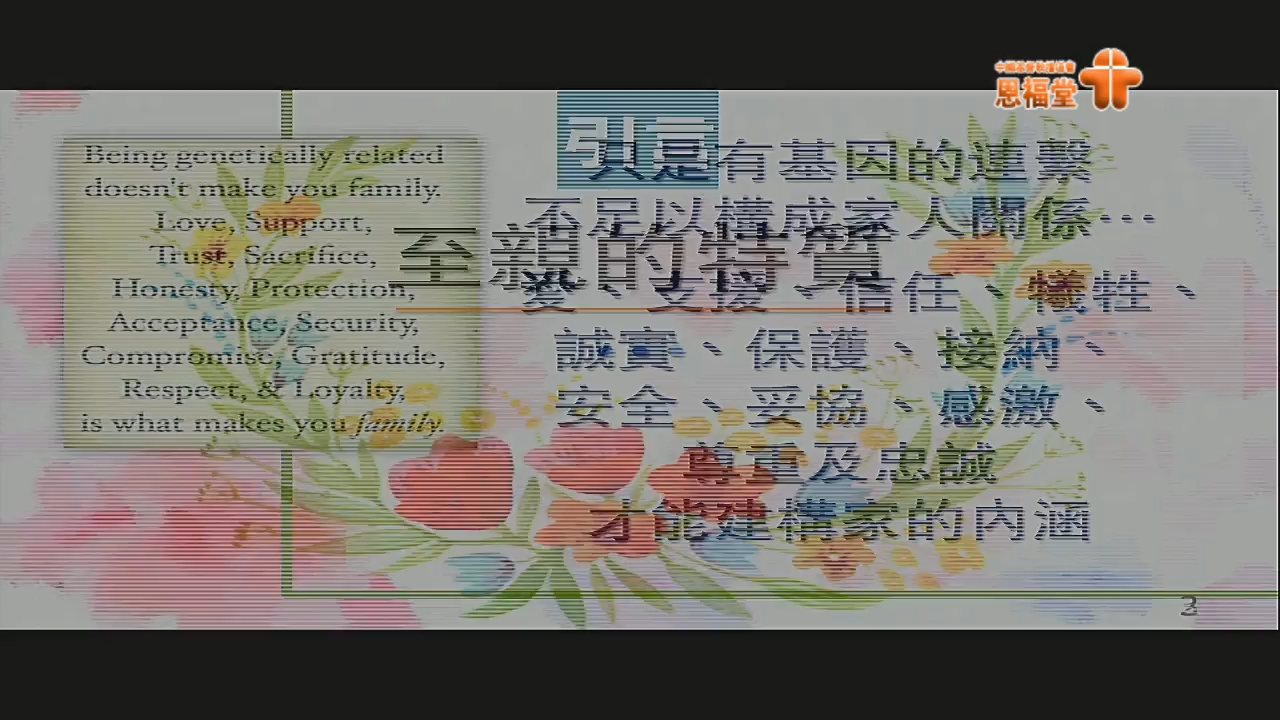 恩福堂
Being genetically related
doesn't make you family.
Love, Support,
Trust, Sacrifice,
Honesty, Protection,
Acceptance, Security,
Compromise, Gratitude,
Respect, & Loyalty,
is what makes you family.
引言
至親的特質
只是有基因的連繫
不足以構成家人關係…
愛、支援、信任、犧牲、
誠實、保護、接納、
安全、妥協、感激、
尊重及忠誠
才能建構家的內涵